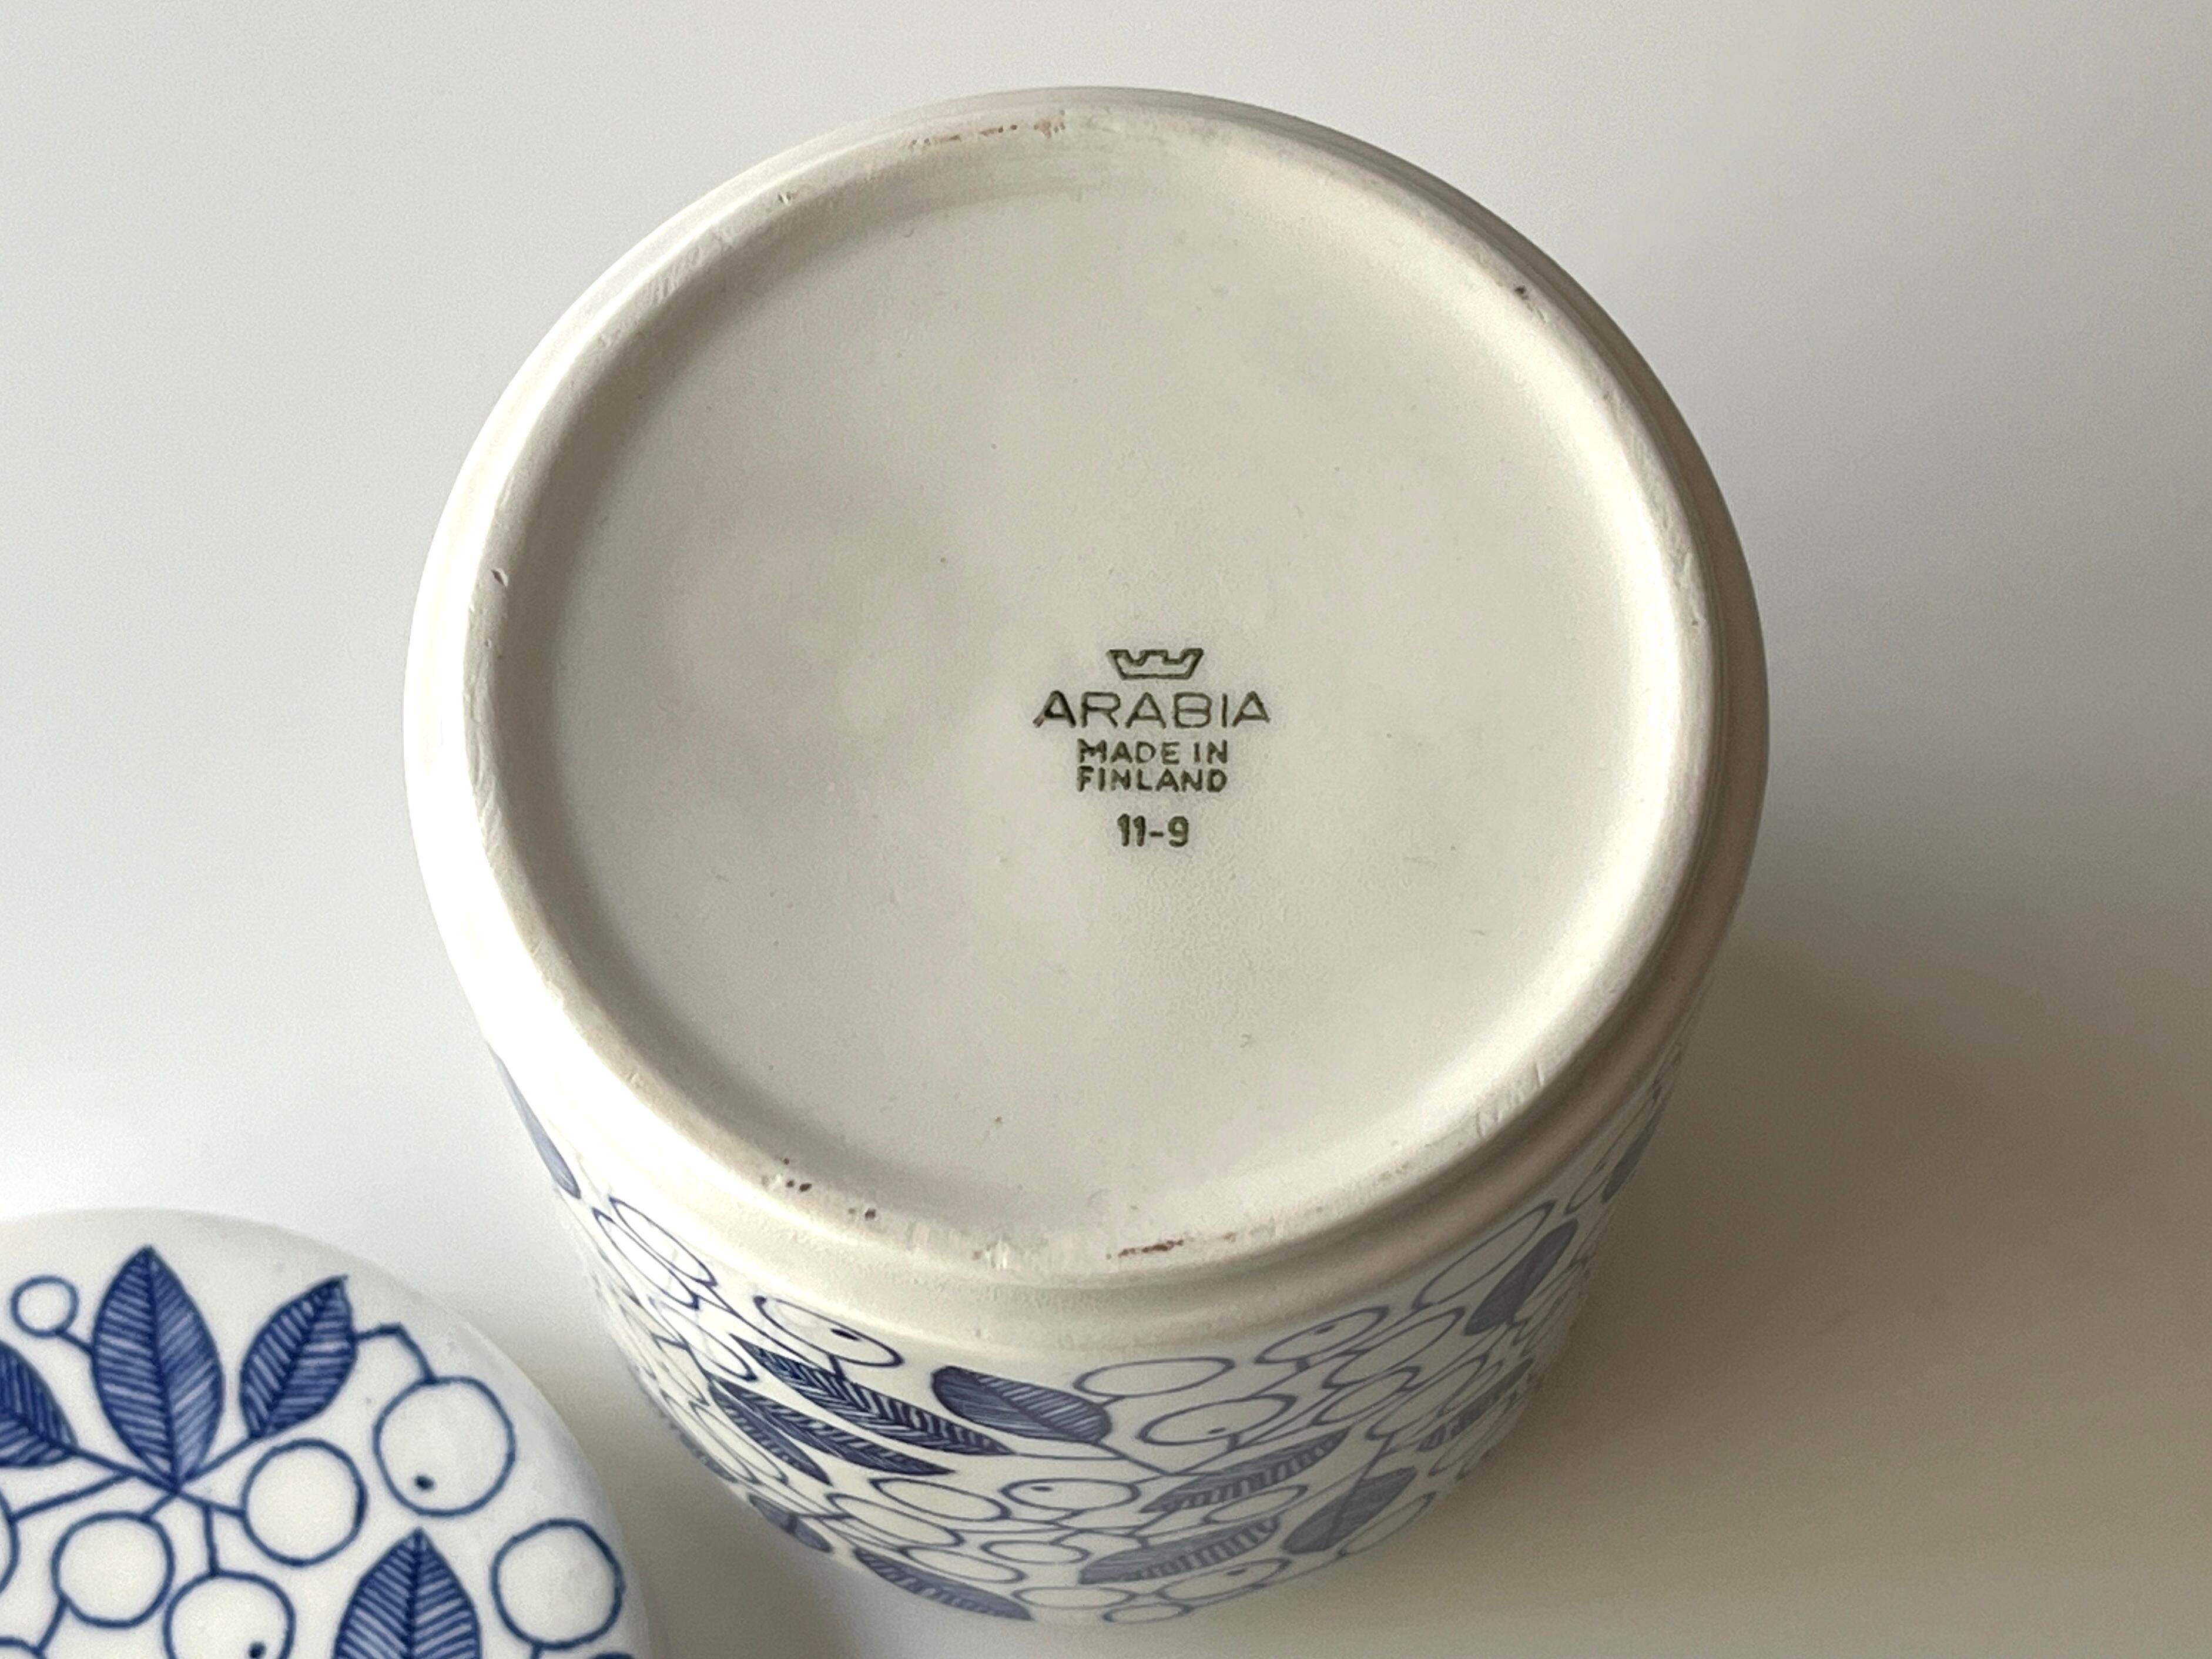 ARABIA
MADE IN
FINLAND
11-9